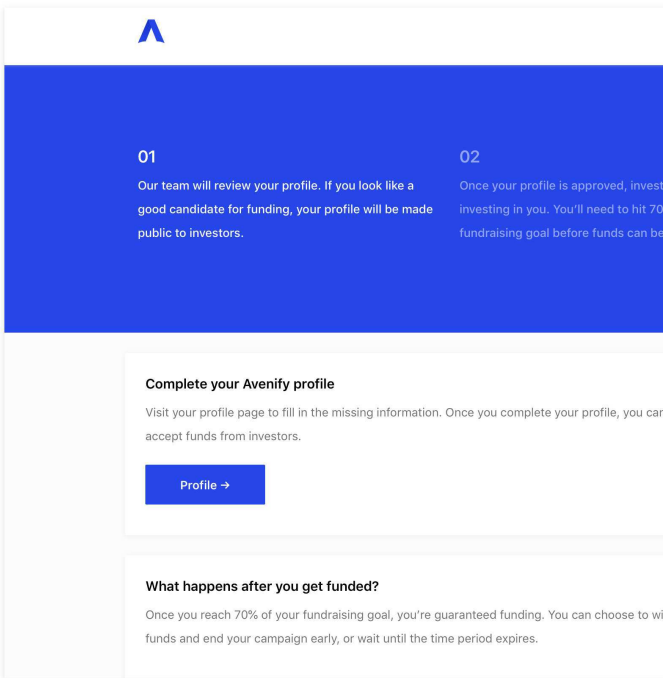 01
Our team will review your profile. If you look like a
good candidate for funding, your profile will be made
public to investors.
02
Once your profile is approved, invest
investing in you. You'll need to hit 70
fundraising goal before funds can be
Complete your Avenify profile
Visit your profile page to fill in the missing information. Once you complete your profile, you can
accept funds from investors.
Profile →
What happens after you get funded?
Once you reach 70% of your fundraising goal, you're guaranteed funding. You can choose to wi
funds and end your campaign early, or wait until the time period expires.